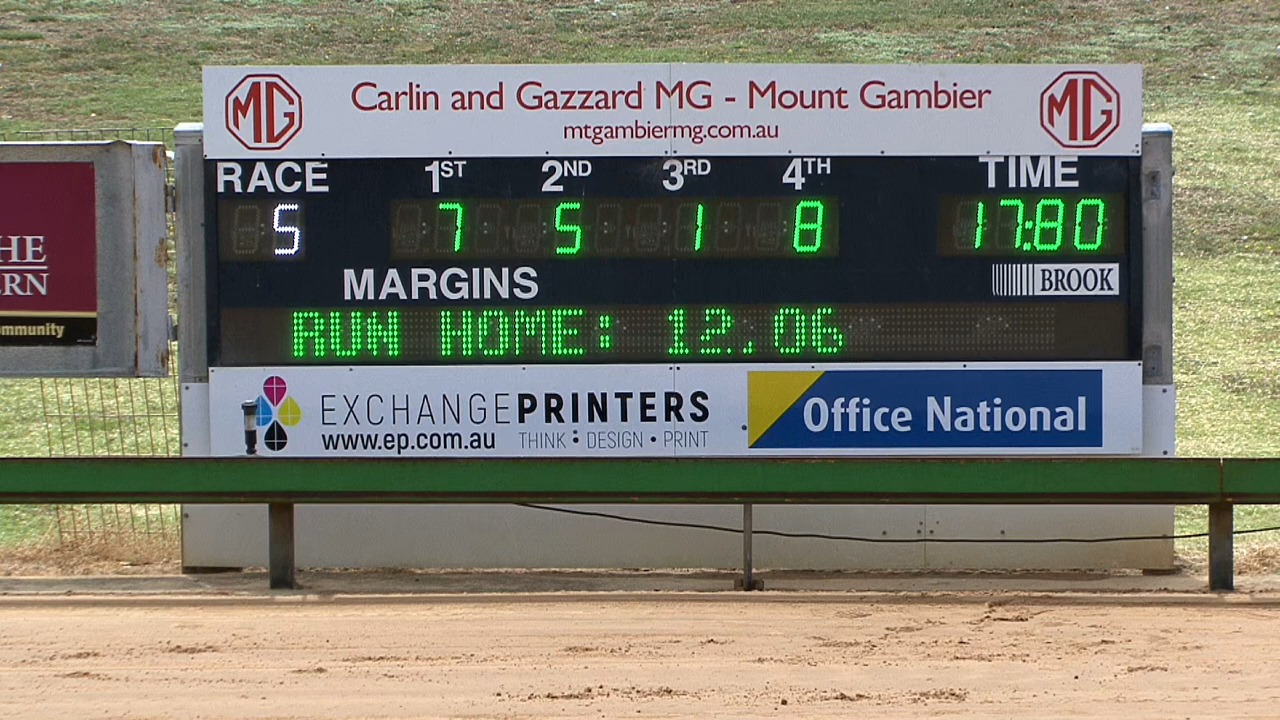 MG Carlin and Gazzard MG - Mount Gambier MG
mtgambiermg.com.au
RACE 1ST 2ND 3RD 4TH TIME
5 7 5 1 8 17:80
MARGINS BROOK
RUN HOME: 12.06
EXCHANGEPRINTERS
www.ep.com.au THINK : DESIGN • PRINT
Office National
HE
ERN
mmunity